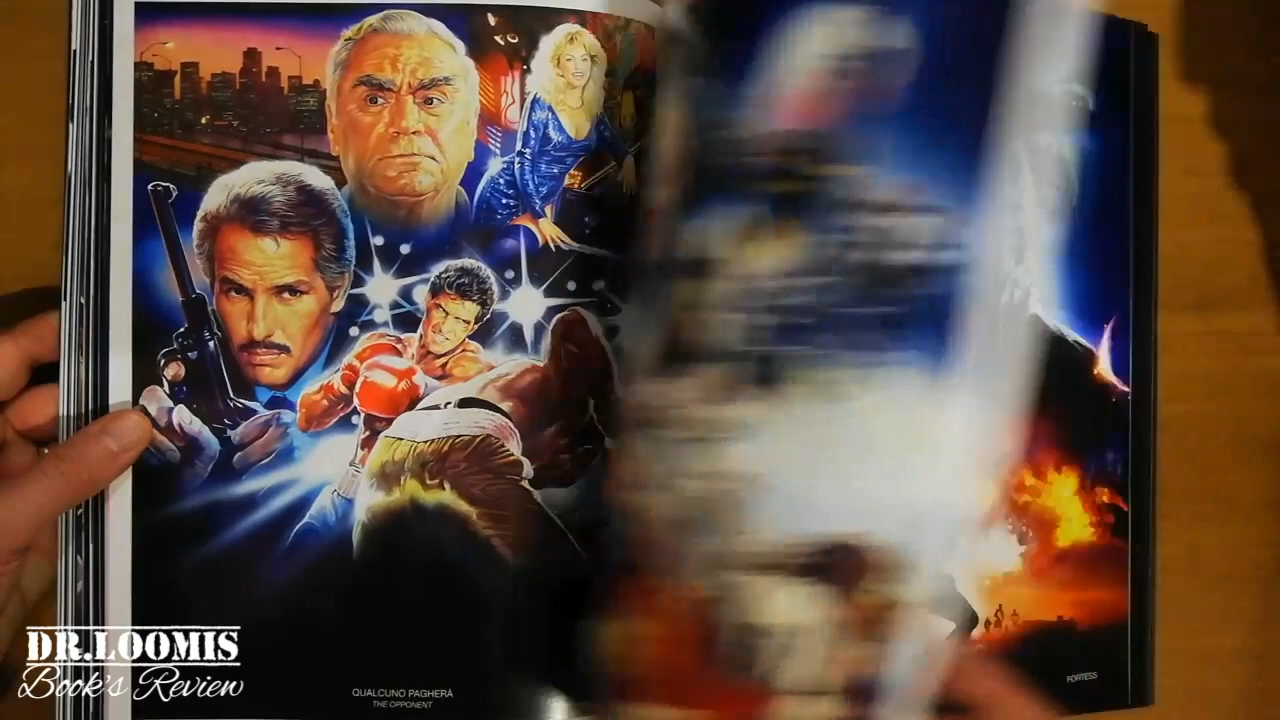 QUALCUNO PAGHERÀ
THE OPPONENT
FORTESS
DR.LOOMIS
Book's Review